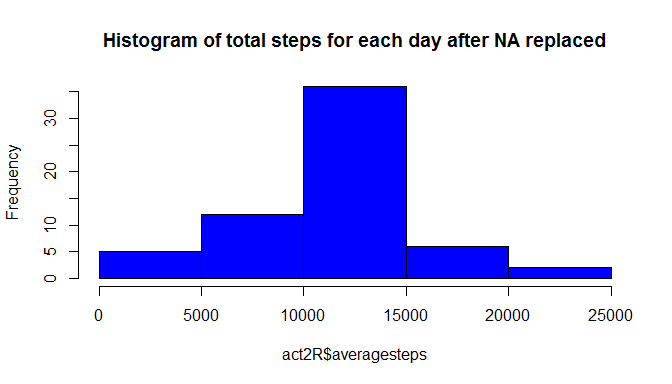 Histogram of total steps for each day after NA replaced
Frequency
30
20
10
5
0
0 5000 10000 15000 20000 25000
act2R$averagesteps